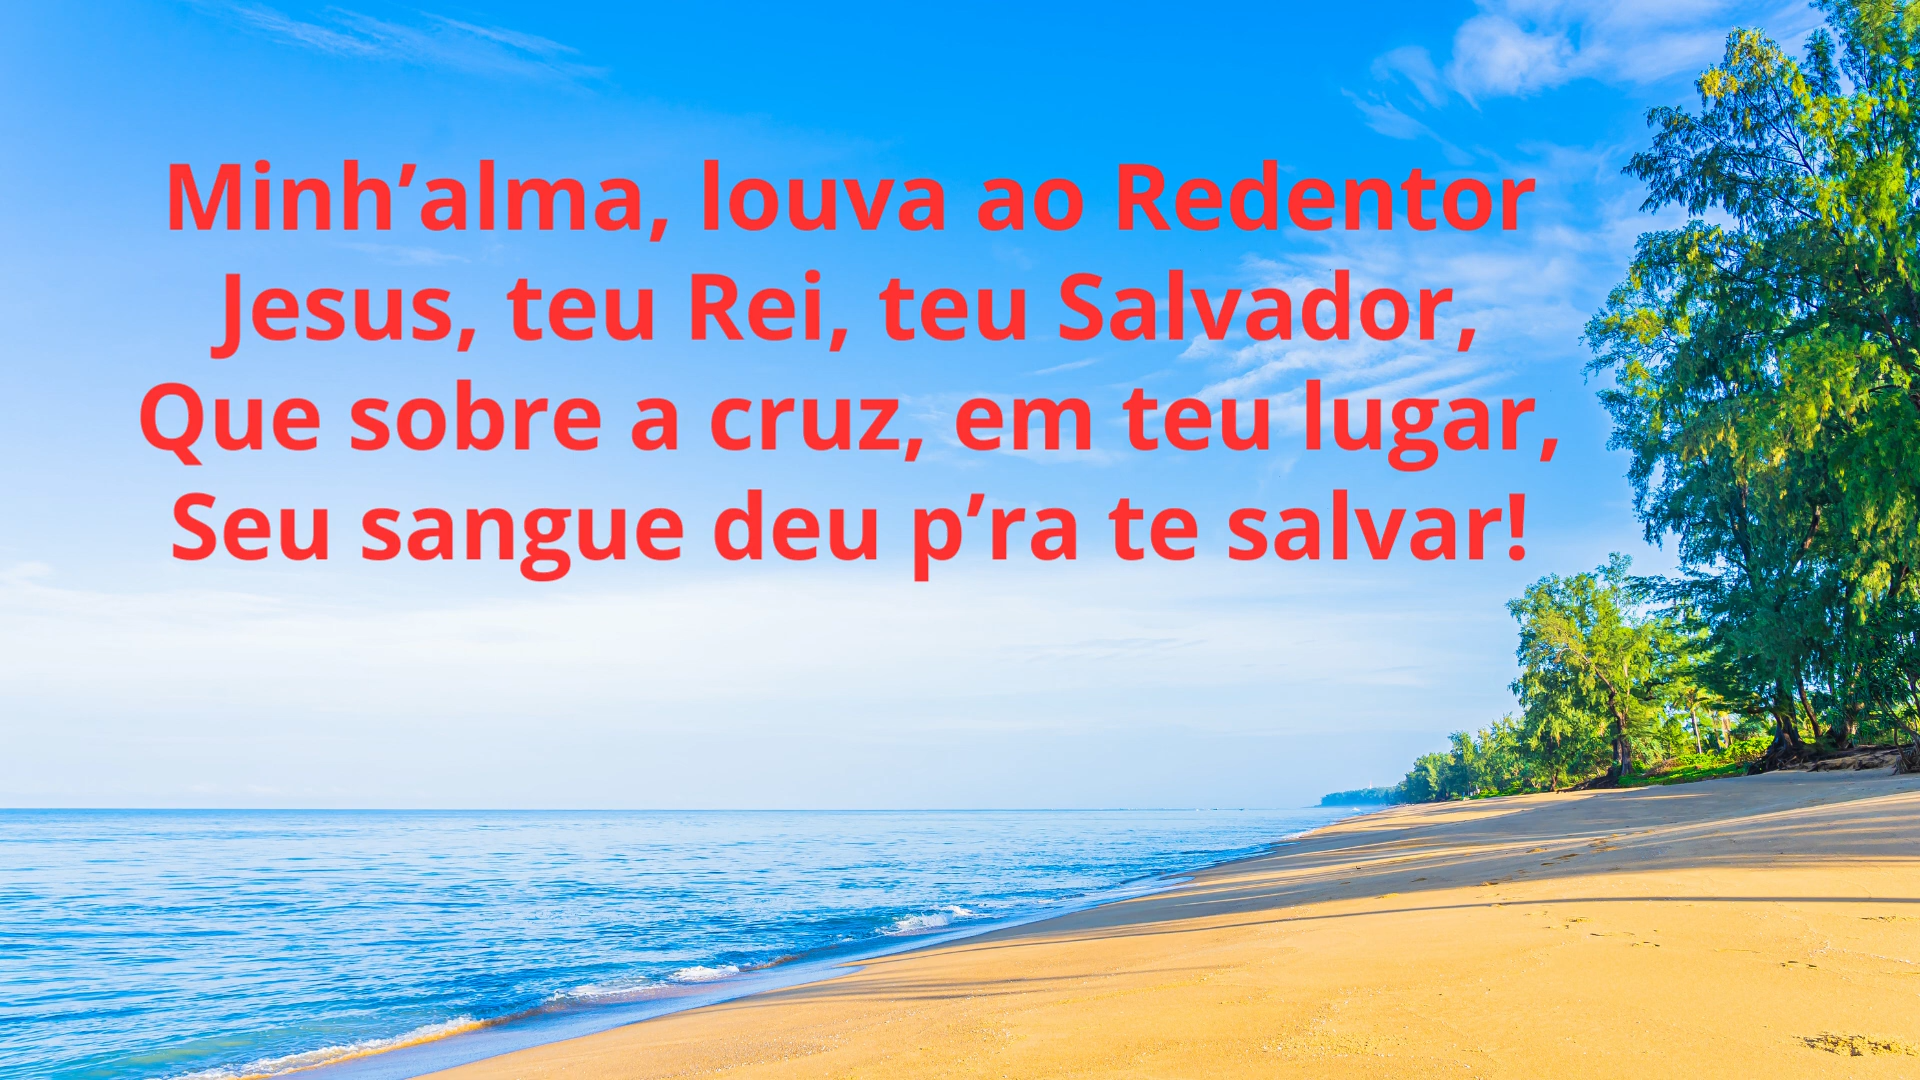 Minh’alma, louva ao Redentor
Jesus, teu Rei, teu Salvador,
Que sobre a cruz, em teu lugar,
Seu sangue deu p’ra te salvar!